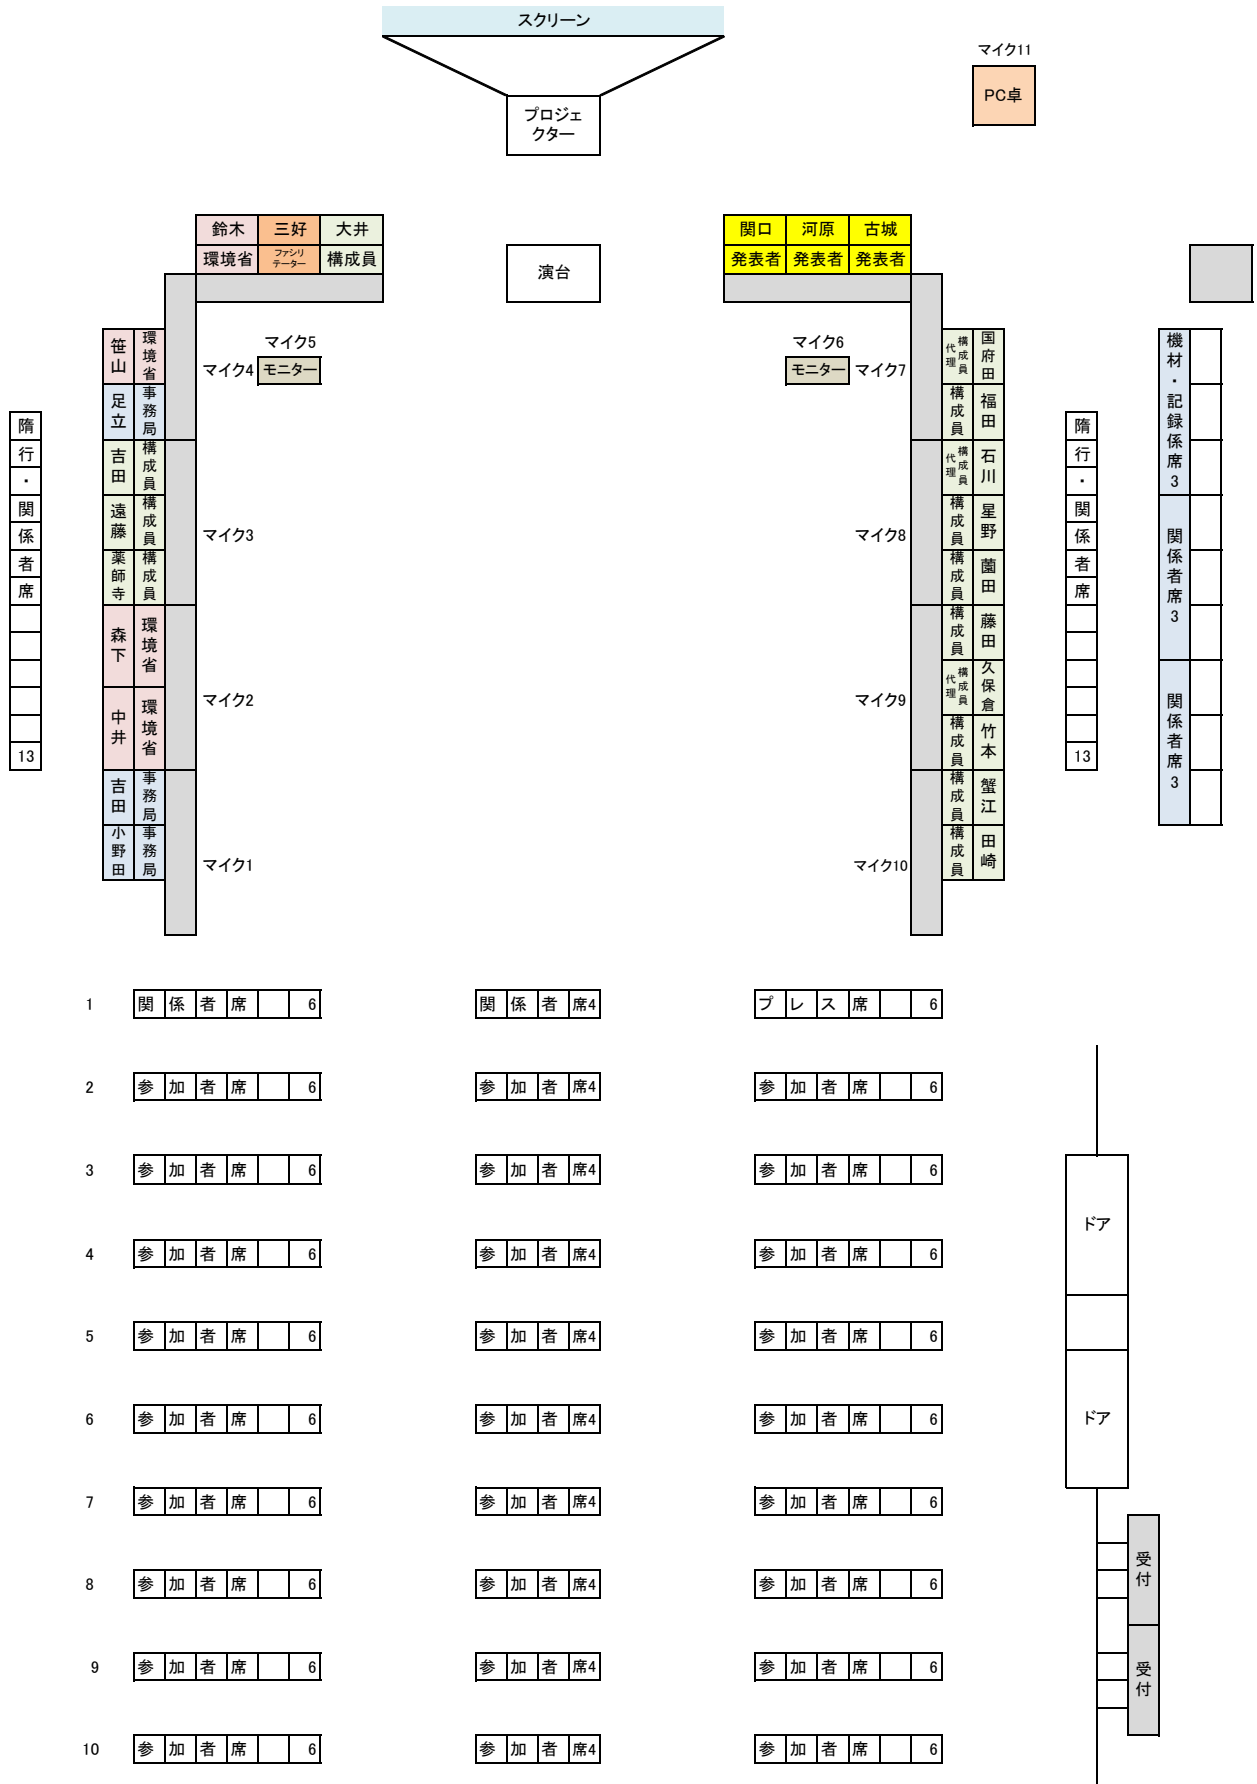 スクリーン
マイク11
PC卓
プロジェ
クター
鈴木 三好 大井
環境省 ファシリテーター 構成員
関口 河原 古城
発表者 発表者 発表者
演台
マイク5
モニター
マイク4
マイク6
モニター
マイク7
マイク3
マイク8
マイク2
マイク9
マイク1
マイク10
笹山 環境省
足立 事務局
吉田 構成員
遠藤 構成員
薬師寺 構成員
森下 環境省
中井 環境省
吉田 事務局
小野田 事務局
構成員代理 国府田
構成員 福田
構成員代理 石川
構成員 星野
構成員 薗田
構成員 藤田
構成員代理 久保倉
構成員 竹本
構成員 蟹江
構成員 田崎
隋行・関係者席 13
隋行・関係者席 13
機材・記録係席3
関係者席3
関係者席3
1 関係者席 6 関係者席4 プレス席 6
2 参加者席 6 参加者席4 参加者席 6
3 参加者席 6 参加者席4 参加者席 6
4 参加者席 6 参加者席4 参加者席 6
5 参加者席 6 参加者席4 参加者席 6
6 参加者席 6 参加者席4 参加者席 6
7 参加者席 6 参加者席4 参加者席 6
8 参加者席 6 参加者席4 参加者席 6
9 参加者席 6 参加者席4 参加者席 6
10 参加者席 6 参加者席4 参加者席 6
ドア
ドア
受付
受付